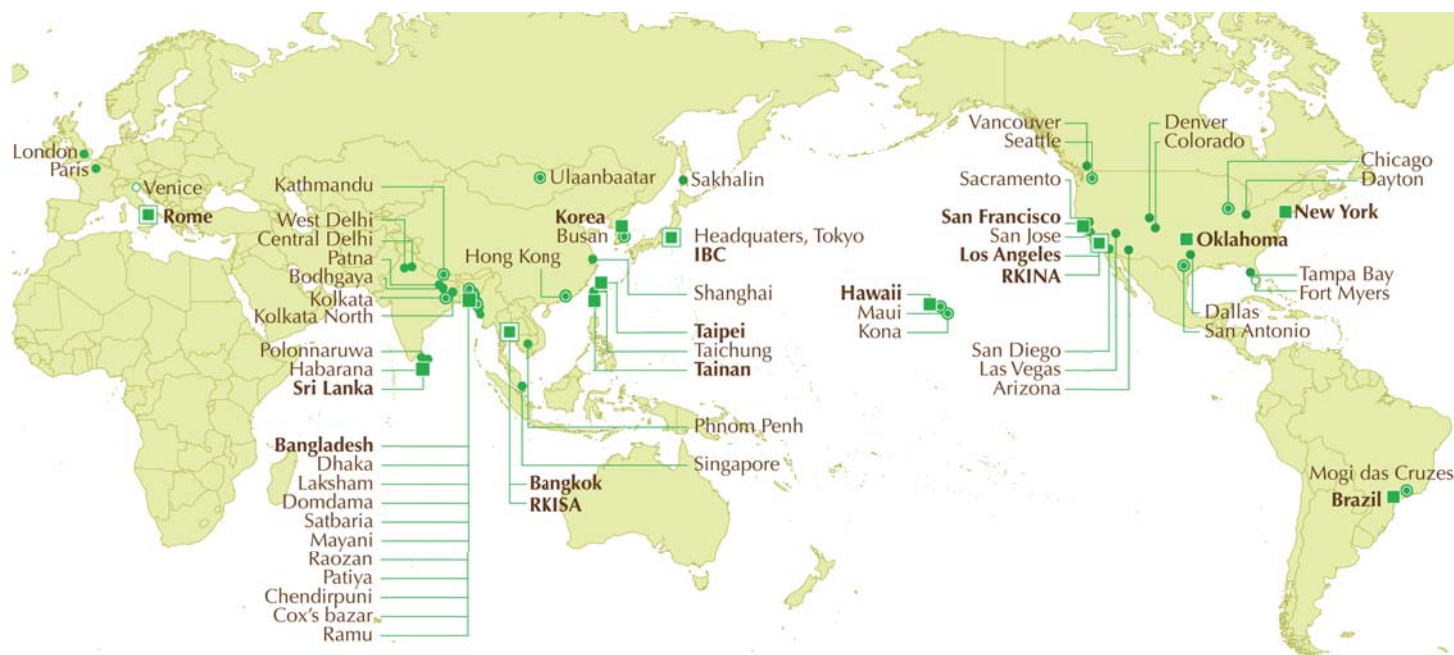 London
Paris
Venice
Rome
Kathmandu
West Delhi
Central Delhi
Patna
Bodhgaya
Kolkata
Kolkata North
Polonnaruwa
Habarana
Sri Lanka
Bangladesh
Dhaka
Laksham
Domdama
Satbaria
Mayani
Raozan
Patiya
Chendirpuni
Cox's bazar
Ramu
Ulaanbaatar
Sakhalin
Korea
Busan
Hong Kong
Headquaters, Tokyo
IBC
Shanghai
Taipei
Taichung
Tainan
Phnom Penh
Singapore
Bangkok
RKISA
Hawaii
Maui
Kona
Vancouver
Seattle
Sacramento
San Francisco
San Jose
Los Angeles
RKINA
San Diego
Las Vegas
Arizona
Denver
Colorado
Chicago
Dayton
New York
Oklahoma
Tampa Bay
Fort Myers
Dallas
San Antonio
Mogi das Cruzes
Brazil